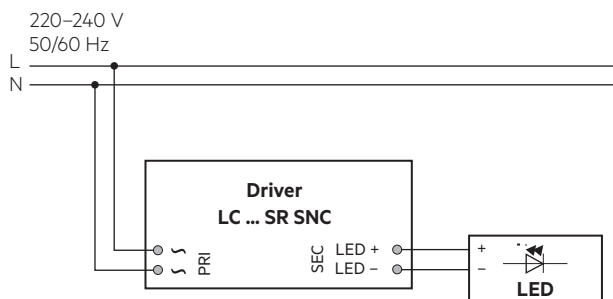 220–240 V
50/60 Hz
L
N
Driver
LC ... SR SNC
~ PRI SEC LED + +
~ LED – –
LED